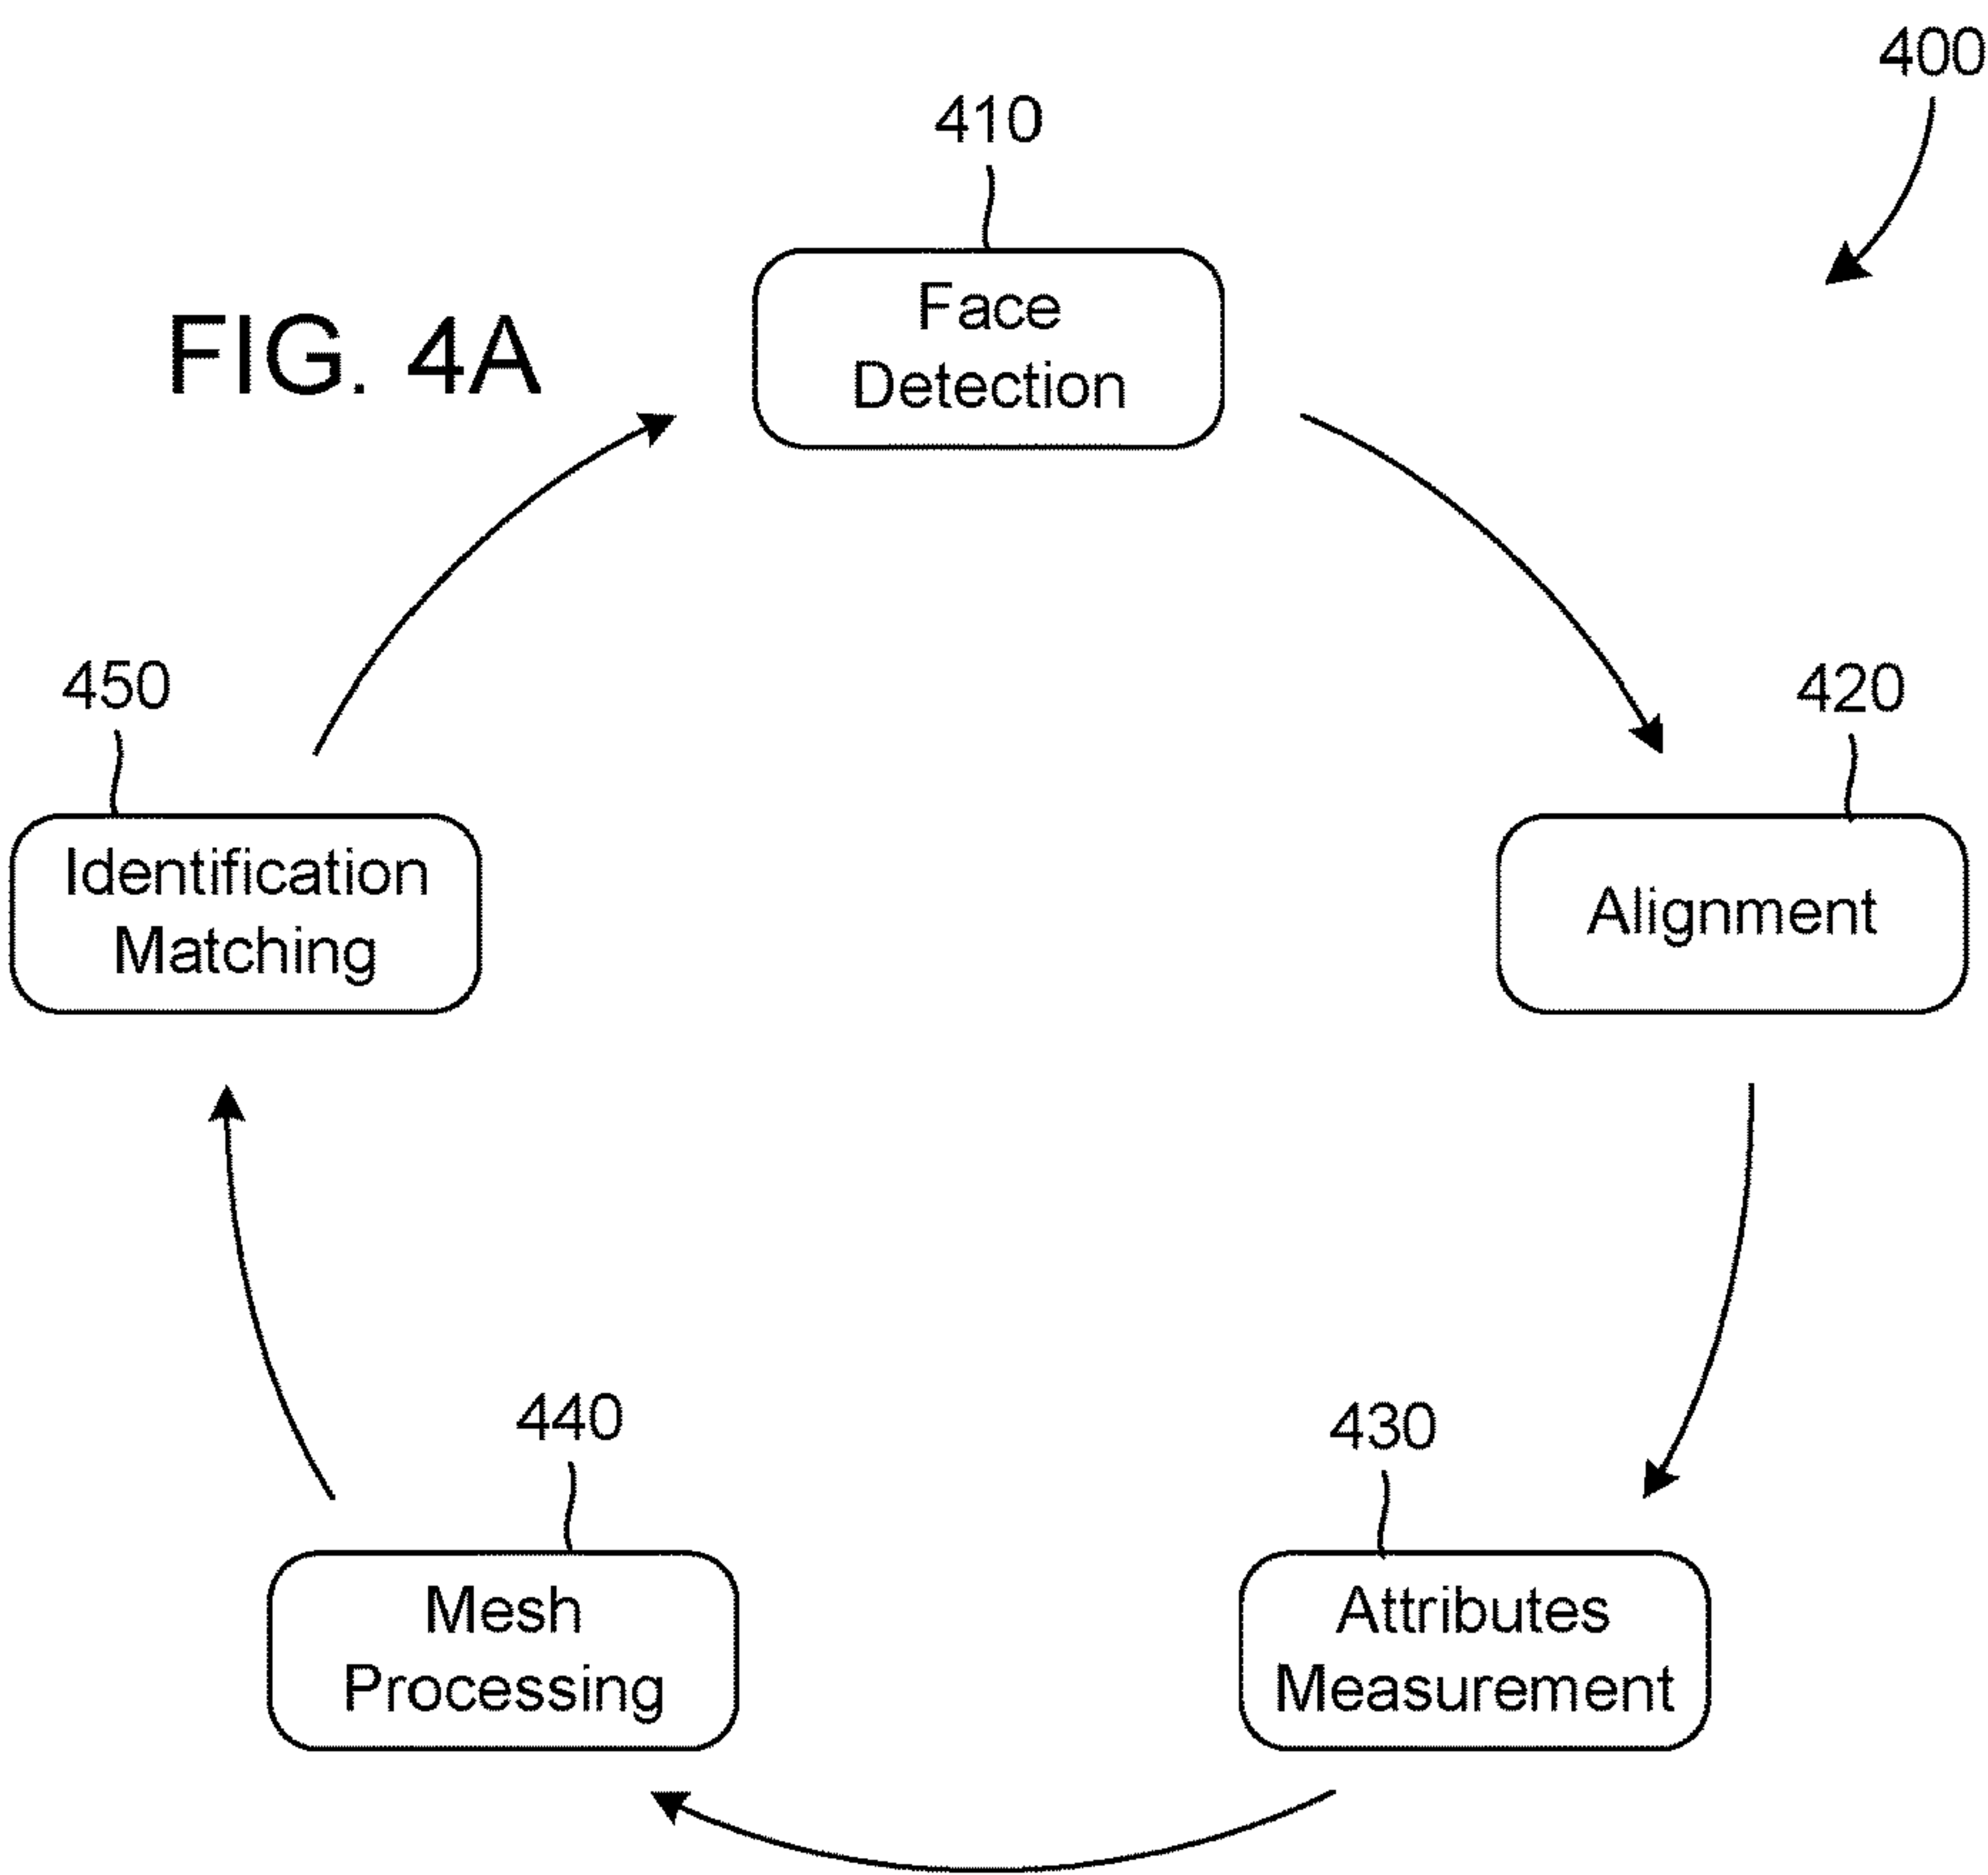 400
410
FIG. 4A
Face
Detection
450
420
Identification
Matching
Alignment
440
430
Mesh
Processing
Attributes
Measurement